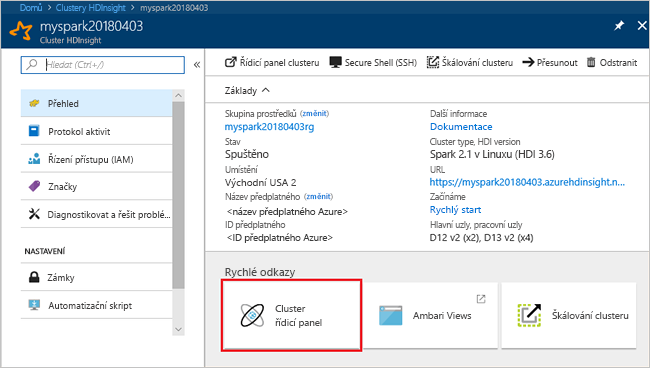 Domů > Clustery HDInsight > myspark20180403
myspark20180403
Cluster HDInsight
Hledat (Ctrl+/)
Přehled
Protokol aktivit
Řízení přístupu (IAM)
Značky
Diagnostikovat a řešit problé...
NASTAVENÍ
Zámky
Automatizační skript
Řídicí panel clusteru
Secure Shell (SSH)
Škálování clusteru
Přesunout
Odstranit
Základy
Skupina prostředků (změnit)
myspark20180403rg
Stav
Spuštěno
Umístění
Východní USA 2
Název předplatného (změnit)
<název předplatného Azure>
ID předplatného
<ID předplatného Azure>
Další informace
Dokumentace
Cluster type, HDI version
Spark 2.1 v Linuxu (HDI 3.6)
URL
https://myspark20180403.azurehdinsight.n...
Začínáme
Rychlý start
Hlavní uzly, pracovní uzly
D12 v2 (x2), D13 v2 (x4)
Rychlé odkazy
Cluster
řídicí panel
Ambari Views
Škálování clusteru